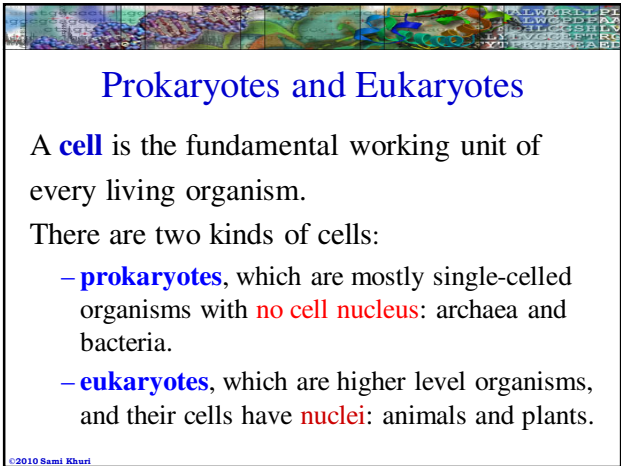 ALWMRLLPL
ALWGPDPAA
Prokaryotes and Eukaryotes
A cell is the fundamental working unit of
every living organism.
There are two kinds of cells:
– prokaryotes, which are mostly single-celled
organisms with no cell nucleus: archaea and
bacteria.
– eukaryotes, which are higher level organisms,
and their cells have nuclei: animals and plants.
©2010 Sami Khuri